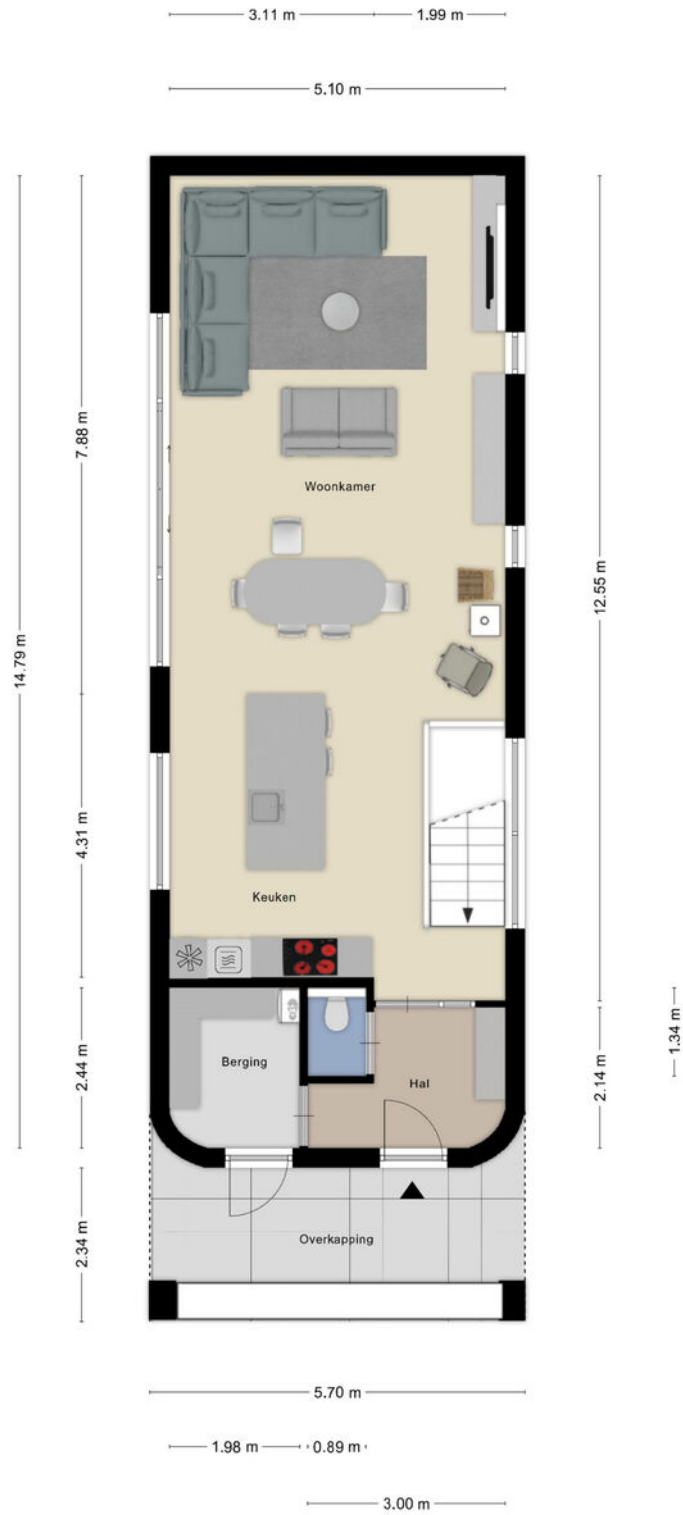 3.11 m
1.99 m
5.10 m
7.88 m
Woonkamer
12.55 m
14.79 m
4.31 m
Keuken
2.44 m
Berging
Hal
2.14 m
1.34 m
2.34 m
Overkapping
5.70 m
1.98 m
0.89 m
3.00 m